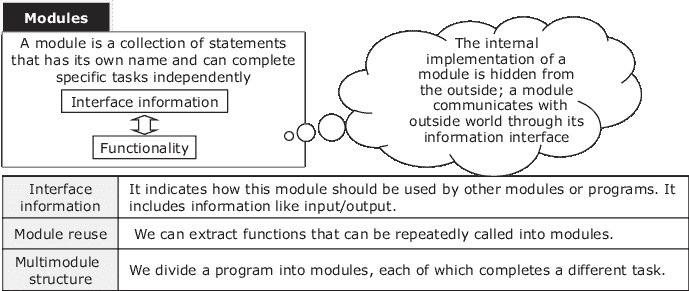 Modules
A module is a collection of statements
that has its own name and can complete
specific tasks independently
Interface information
Functionality
The internal
implementation of a
module is hidden from
the outside; a module
communicates with
outside world through its
information interface
Interface
information
It indicates how this module should be used by other modules or programs. It
includes information like input/output.
Module reuse
We can extract functions that can be repeatedly called into modules.
Multimodule
structure
We divide a program into modules, each of which completes a different task.